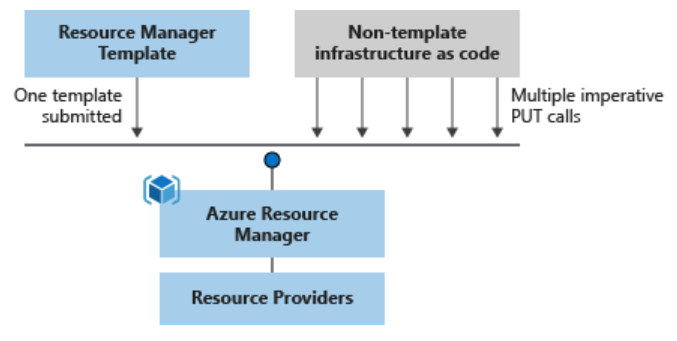 Resource Manager
Template
Non-template
infrastructure as code
One template
submitted
Multiple imperative
PUT calls
Azure Resource
Manager
Resource Providers